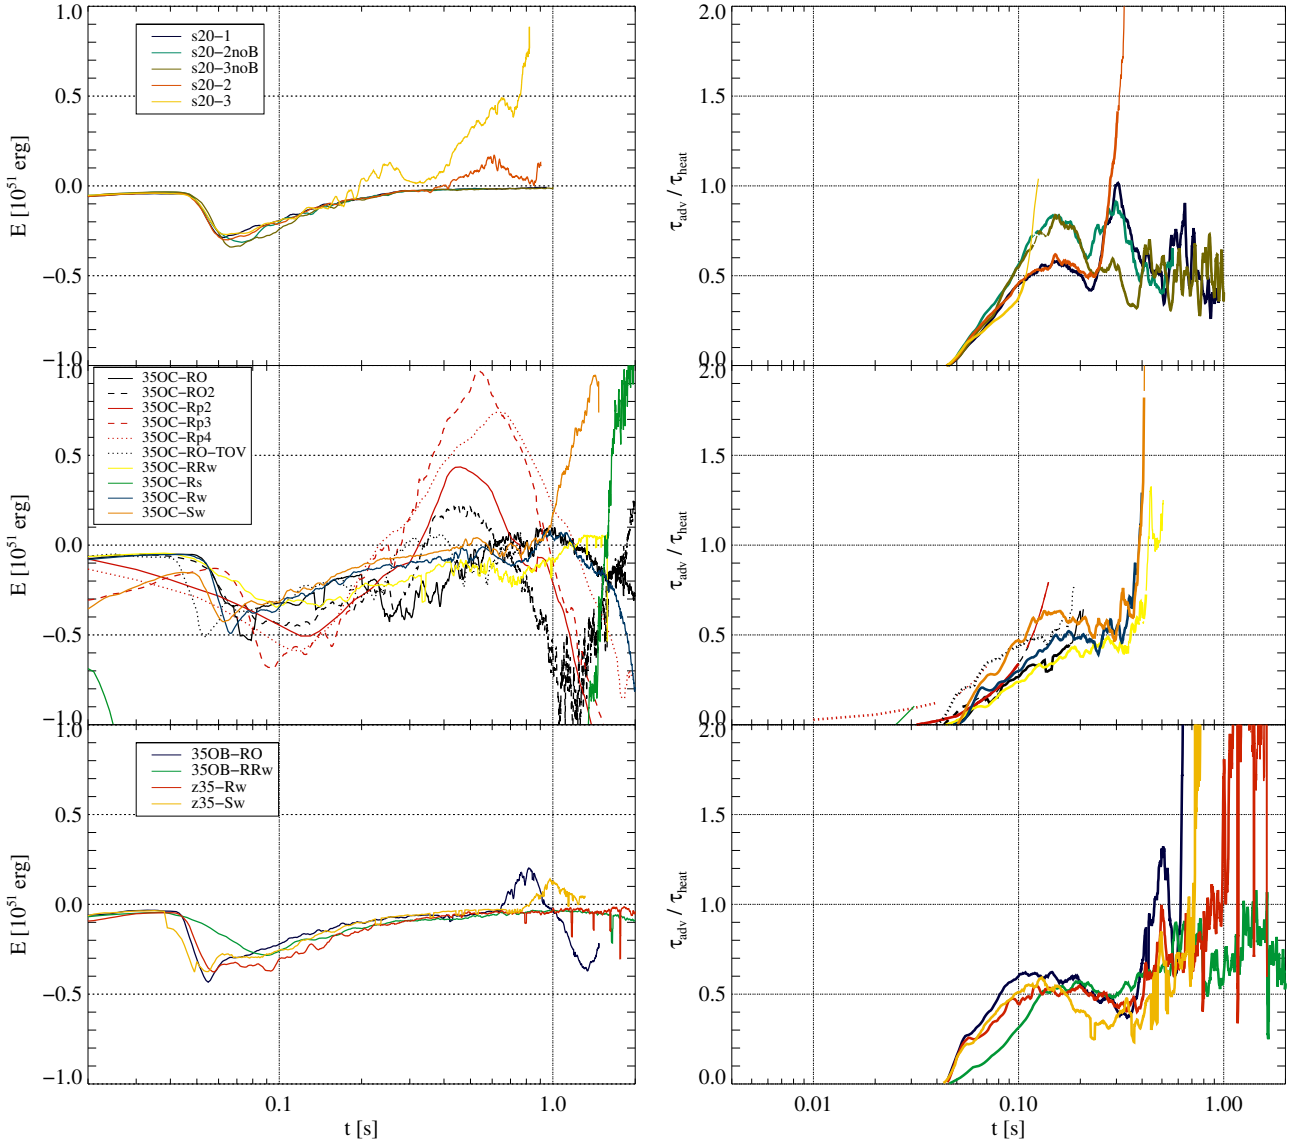 1.0
0.5
0.0
−0.5
−1.0
E [10⁵¹ erg]
s20−1
s20−2noB
s20−3noB
s20−2
s20−3
2.0
1.5
1.0
0.5
0.0
τadv / τheat
1.0
0.5
0.0
−0.5
−1.0
E [10⁵¹ erg]
35OC−RO
35OC−RO2
35OC−Rp2
35OC−Rp3
35OC−Rp4
35OC−RO−TOV
35OC−RRw
35OC−Rs
35OC−Rw
35OC−Sw
2.0
1.5
1.0
0.5
0.0
τadv / τheat
1.0
0.5
0.0
−0.5
−1.0
E [10⁵¹ erg]
35OB−RO
35OB−RRw
z35−Rw
z35−Sw
0.1
1.0
t [s]
2.0
1.5
1.0
0.5
0.0
τadv / τheat
0.01
0.10
1.00
t [s]